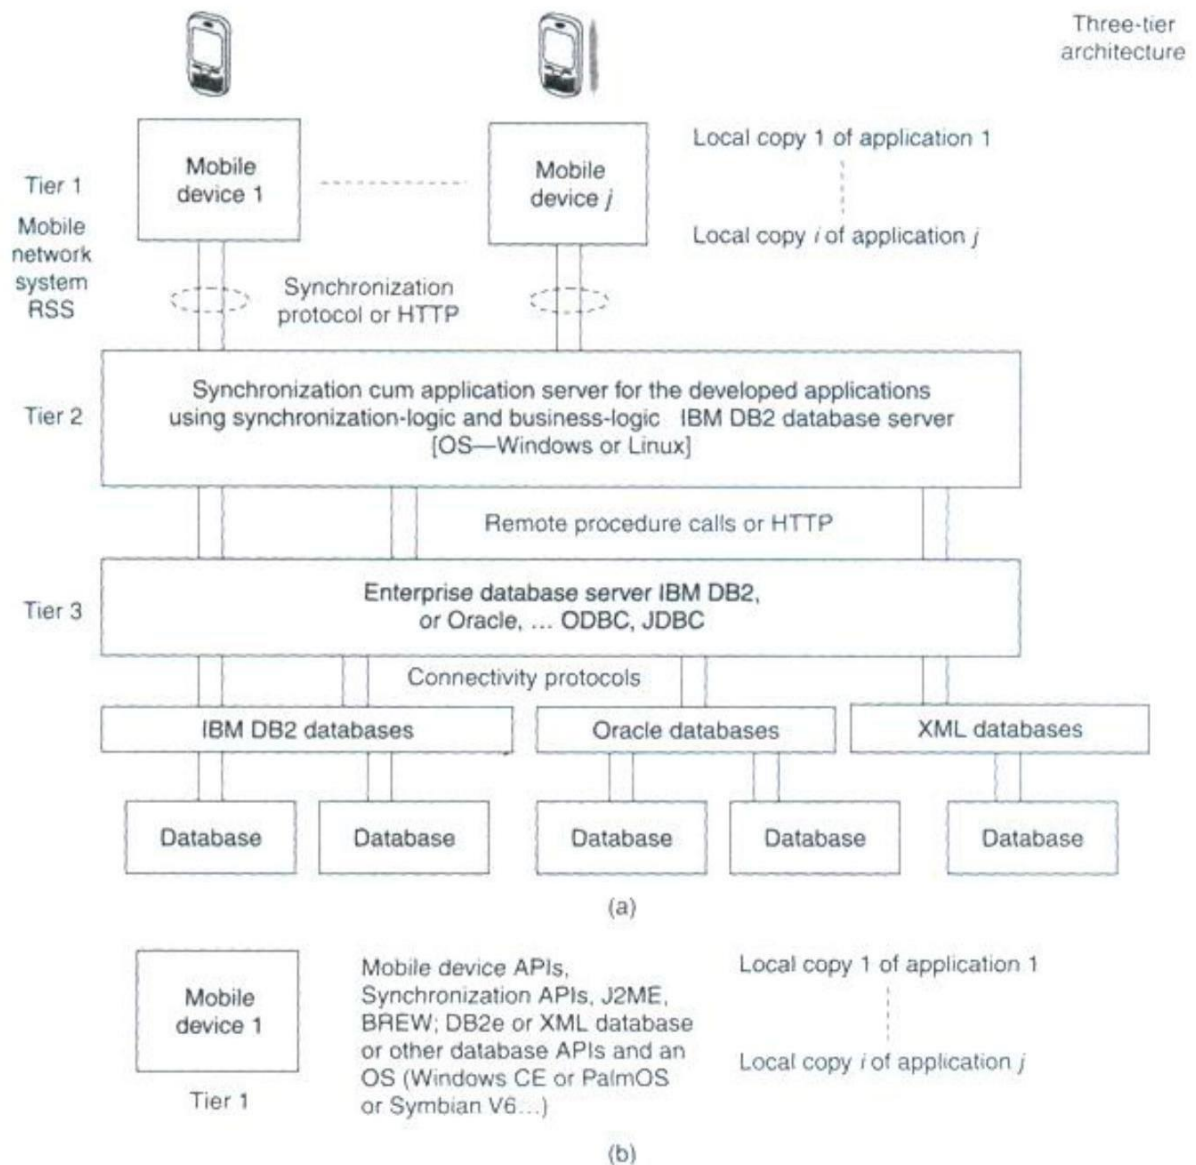 Three-tier
architecture
Mobile
device 1
Mobile
device j
Local copy 1 of application 1
Local copy i of application j
Tier 1
Mobile
network
system
RSS
Synchronization
protocol or HTTP
Tier 2
Synchronization cum application server for the developed applications
using synchronization-logic and business-logic IBM DB2 database server
[OS—Windows or Linux]
Remote procedure calls or HTTP
Tier 3
Enterprise database server IBM DB2,
or Oracle, ... ODBC, JDBC
Connectivity protocols
IBM DB2 databases
Oracle databases
XML databases
Database
Database
Database
Database
Database
(a)
Mobile
device 1
Tier 1
Mobile device APIs,
Synchronization APIs, J2ME,
BREW; DB2e or XML database
or other database APIs and an
OS (Windows CE or PalmOS
or Symbian V6...)
Local copy 1 of application 1
Local copy i of application j
(b)